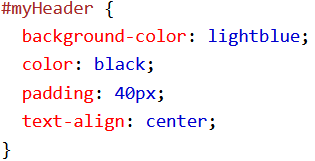 #myHeader {
  background-color: lightblue;
  color: black;
  padding: 40px;
  text-align: center;
}